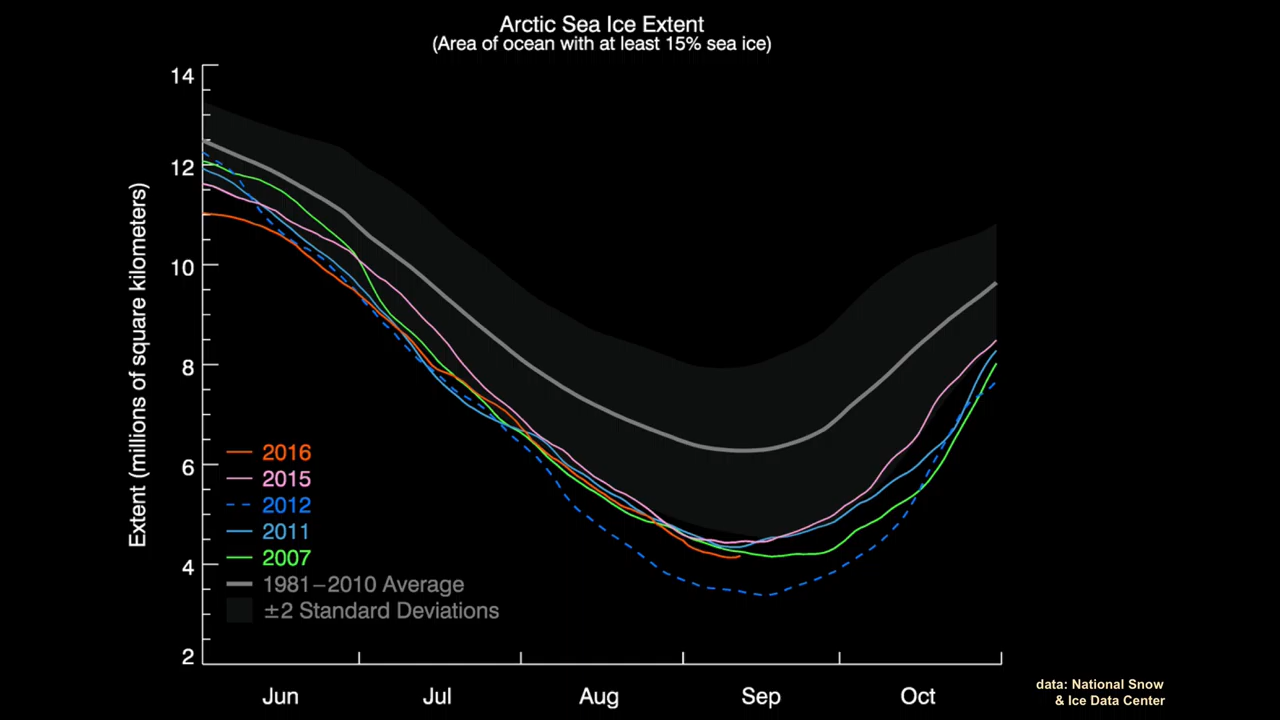 Arctic Sea Ice Extent
(Area of ocean with at least 15% sea ice)
14
12
10
8
6
4
2
Extent (millions of square kilometers)
2016
2015
2012
2011
2007
1981−2010 Average
±2 Standard Deviations
Jun Jul Aug Sep Oct
data: National Snow
& Ice Data Center